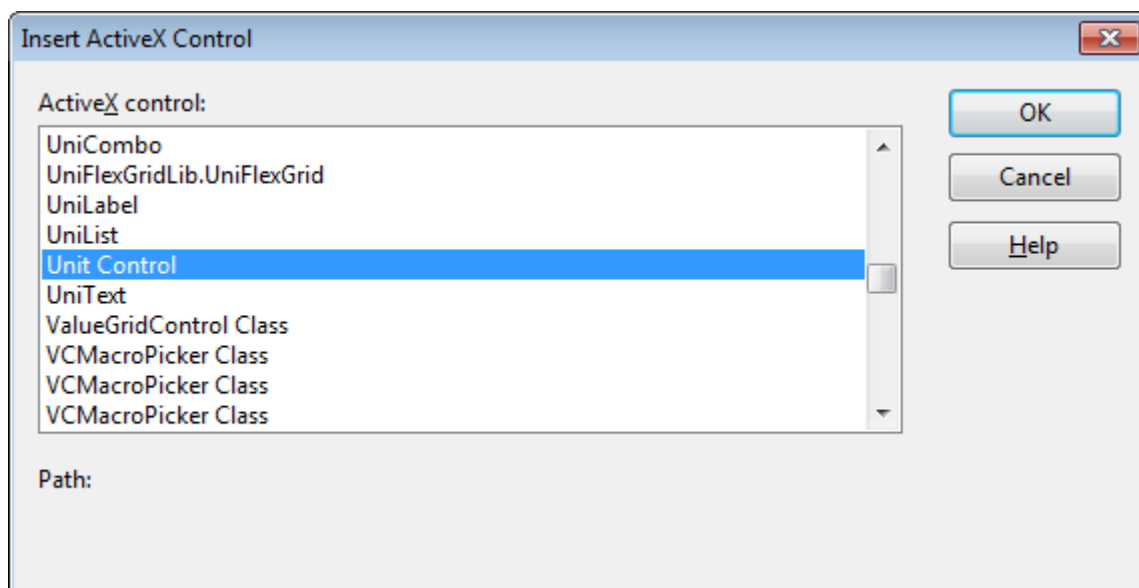 Insert ActiveX Control
ActiveX control:
UniCombo
UniFlexGridLib.UniFlexGrid
UniLabel
UniList
Unit Control
UniText
ValueGridControl Class
VCMacroPicker Class
VCMacroPicker Class
VCMacroPicker Class
OK
Cancel
Help
Path: